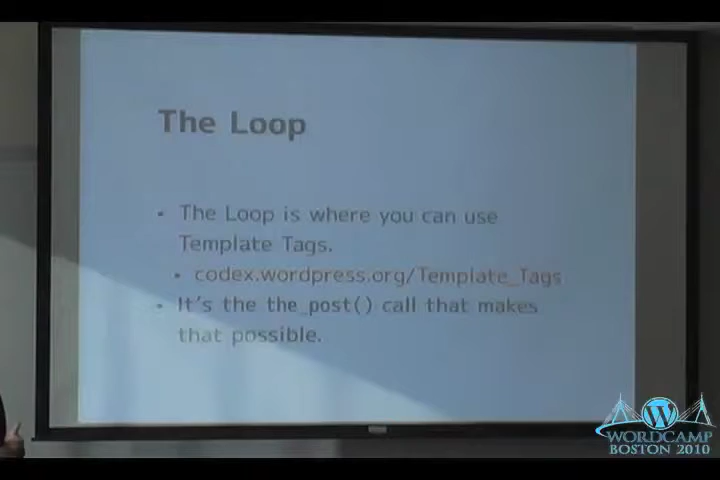 The Loop
• The Loop is where you can use
Template Tags.
• codex.wordpress.org/Template_Tags
• It's the the_post() call that makes
that possible.
WORDCAMP
BOSTON 2010